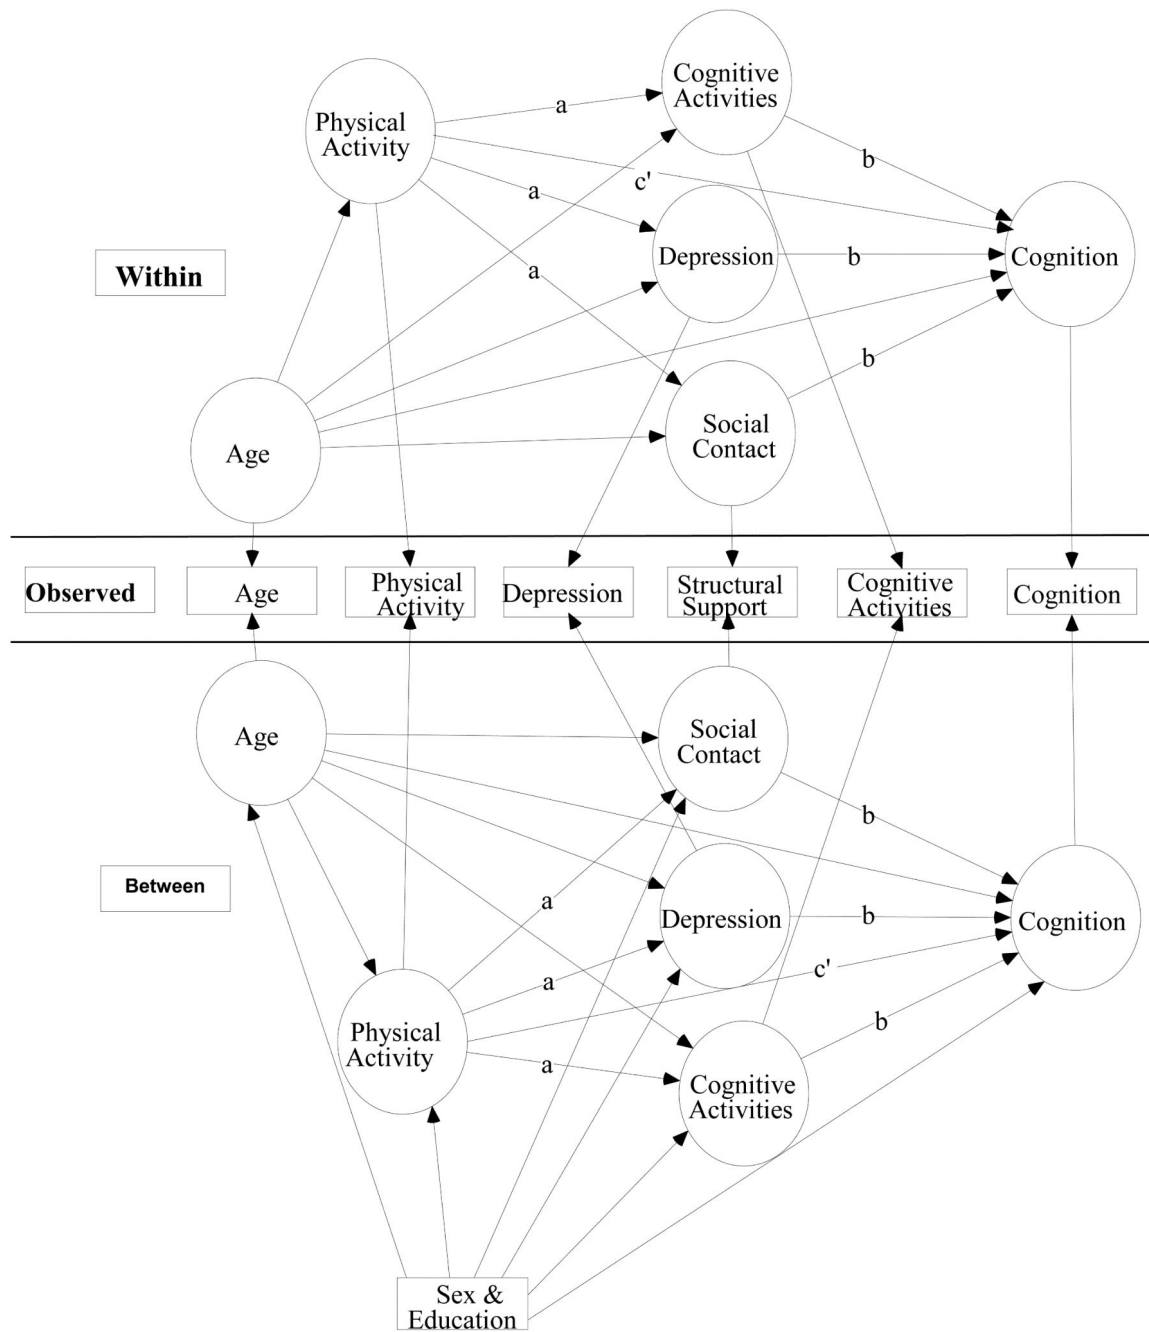 Cognitive
Activities
Physical
Activity
a
b
c'
a
Depression
b
Cognition
a
Within
b
Social
Contact
Age
Observed
Age
Physical
Activity
Depression
Structural
Support
Cognitive
Activities
Cognition
Age
Social
Contact
b
Between
a
Depression
b
Cognition
c'
a
b
Physical
Activity
a
Cognitive
Activities
Sex &
Education